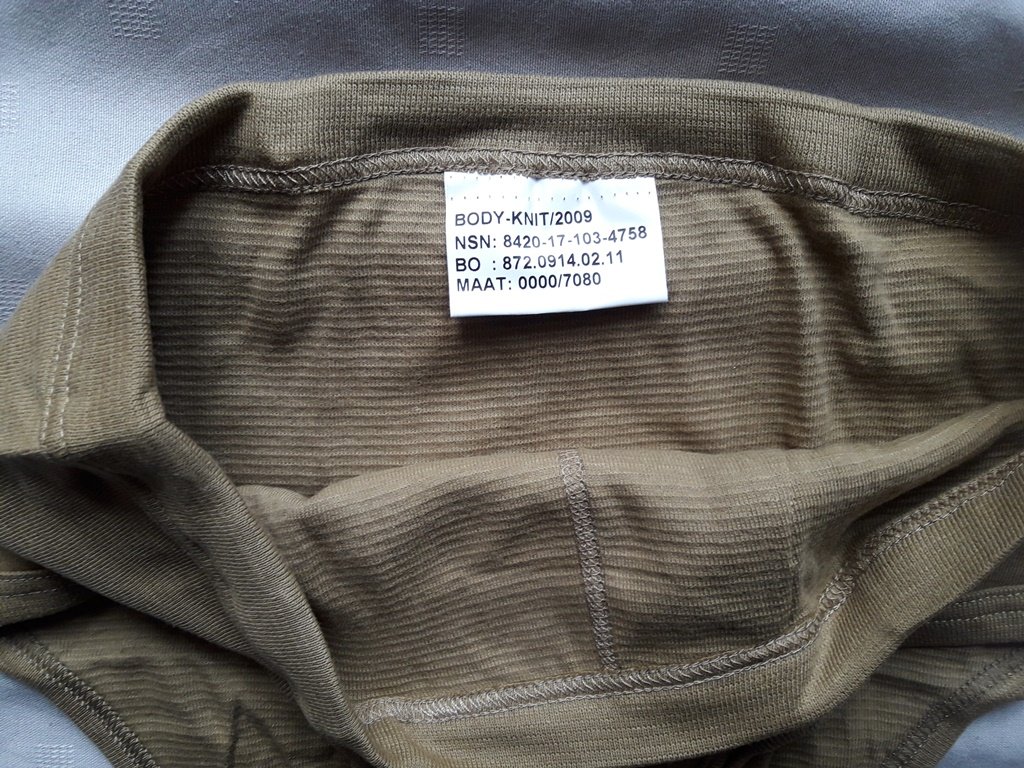 BODY-KNIT/2009
NSN: 8420-17-103-4758
BO : 872.0914.02.11
MAAT: 0000/7080